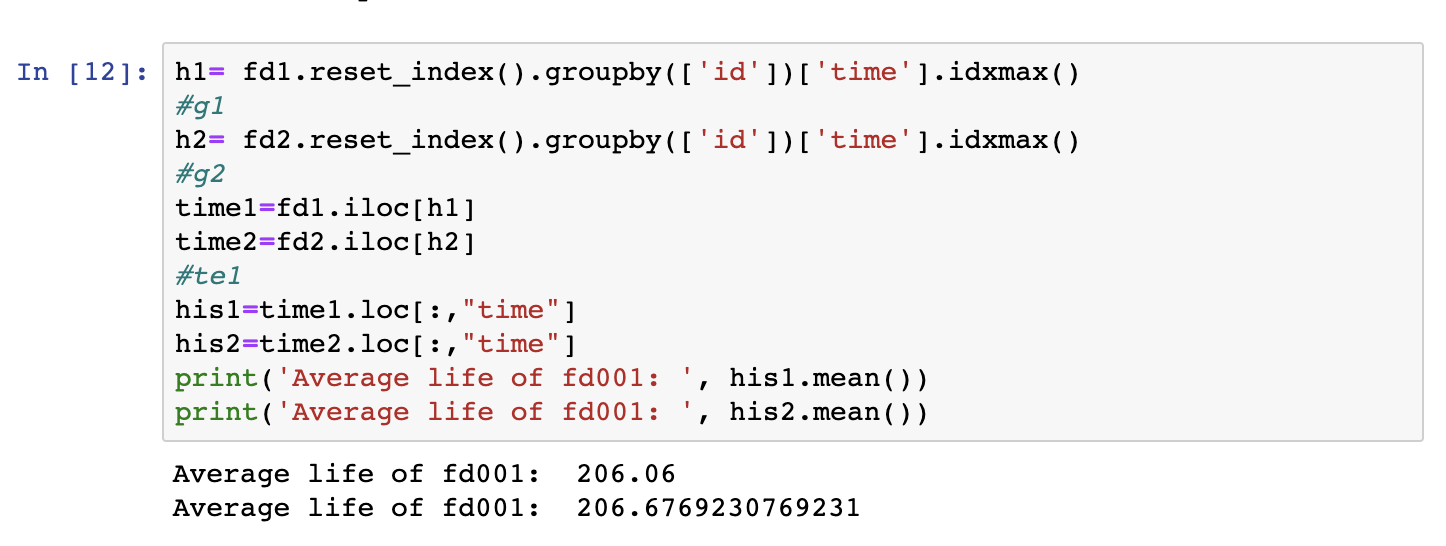 In [12]: h1= fd1.reset_index().groupby(['id'])['time'].idxmax()
#g1
h2= fd2.reset_index().groupby(['id'])['time'].idxmax()
#g2
time1=fd1.iloc[h1]
time2=fd2.iloc[h2]
#te1
his1=time1.loc[:,"time"]
his2=time2.loc[:,"time"]
print('Average life of fd001: ', his1.mean())
print('Average life of fd001: ', his2.mean())
Average life of fd001:  206.06
Average life of fd001:  206.6769230769231